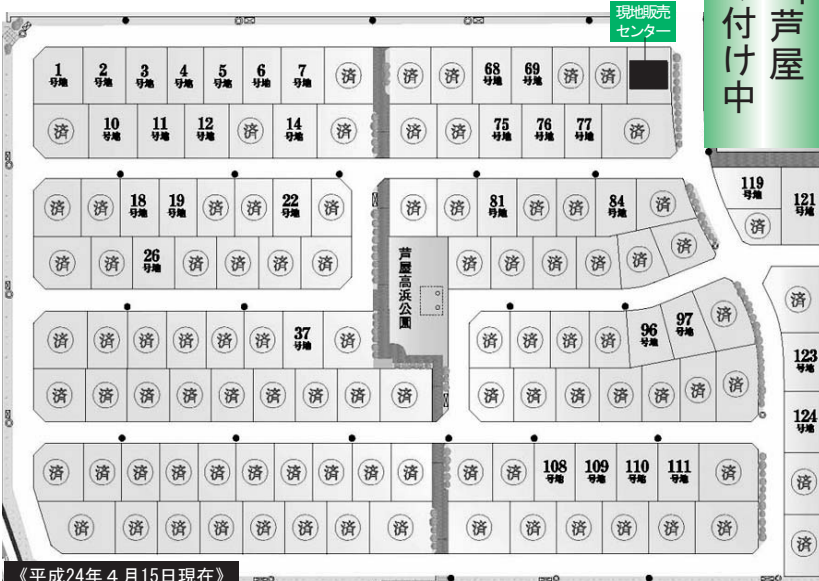 現地販売
センター
芦屋
付け中
1号地 2号地 3号地 4号地 5号地 6号地 7号地 済 済 済 68号地 69号地 済 済
済 10号地 11号地 12号地 済 14号地 済 済 済 75号地 76号地 77号地 済
済 済 18号地 19号地 済 済 22号地 済 済 済 81号地 済 済 84号地 済
済 済 26号地 済 済 済 済 済 済 済 済 済 済
芦屋高浜公園
済 済 済 済 済 済 37号地 済 済 済 済 済 96号地 97号地 済
済 済 済 済 済 済 済 済 済 済 済 済 済 済 済 済
済 済 済 済 済 済 済 済 済 済 済 済 108号地 109号地 110号地 111号地 済
済 済 済 済 済 済 済 済 済 済 済 済 済 済
119号地 121号地
済
済
123号地
124号地
済
済
《平成24年4月15日現在》